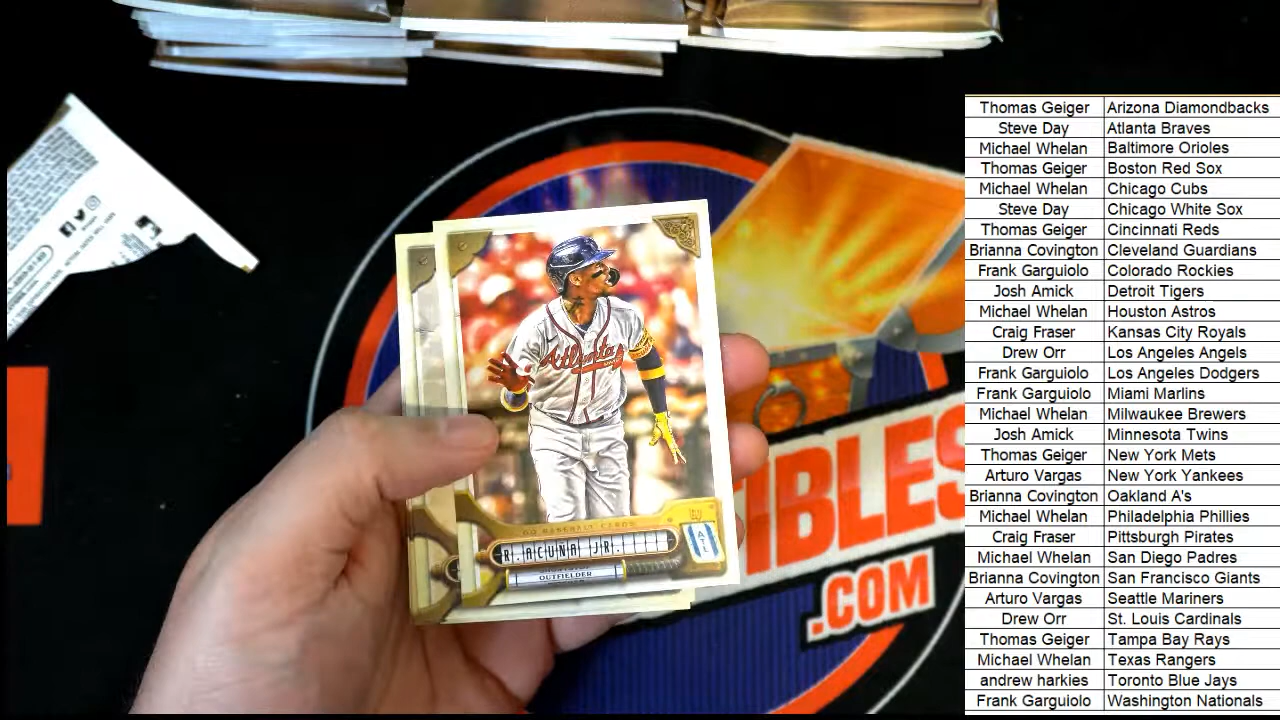 Thomas Geiger Arizona Diamondbacks
Steve Day Atlanta Braves
Michael Whelan Baltimore Orioles
Thomas Geiger Boston Red Sox
Michael Whelan Chicago Cubs
Steve Day Chicago White Sox
Thomas Geiger Cincinnati Reds
Brianna Covington Cleveland Guardians
Frank Garguiolo Colorado Rockies
Josh Amick Detroit Tigers
Michael Whelan Houston Astros
Craig Fraser Kansas City Royals
Drew Orr Los Angeles Angels
Frank Garguiolo Los Angeles Dodgers
Frank Garguiolo Miami Marlins
Michael Whelan Milwaukee Brewers
Josh Amick Minnesota Twins
Thomas Geiger New York Mets
Arturo Vargas New York Yankees
Brianna Covington Oakland A's
Michael Whelan Philadelphia Phillies
Craig Fraser Pittsburgh Pirates
Michael Whelan San Diego Padres
Brianna Covington San Francisco Giants
Arturo Vargas Seattle Mariners
Drew Orr St. Louis Cardinals
Thomas Geiger Tampa Bay Rays
Michael Whelan Texas Rangers
andrew harkies Toronto Blue Jays
Frank Garguiolo Washington Nationals
Atlanta
GQ BASEBALL CARDS
R.ACUNA JR.
ATL
OUTFIELDER
TIBLES
.COM